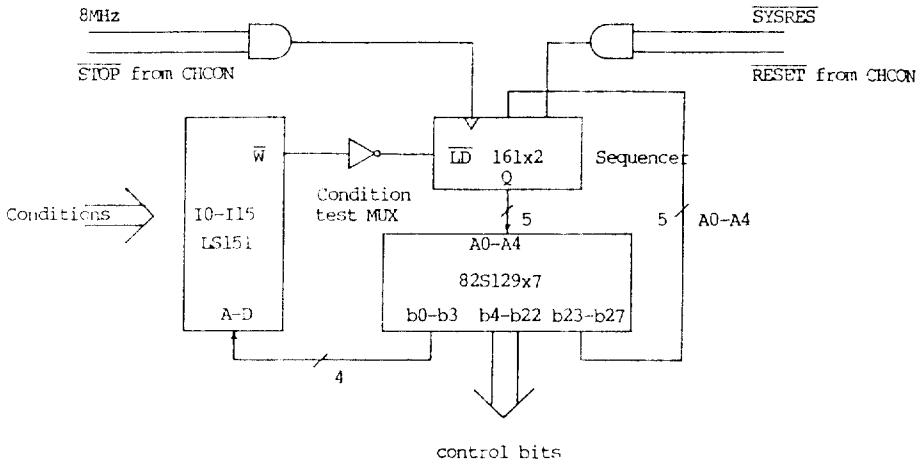 8MHz
SYSRES
STOP from CHCON
RESET from CHCON
W
LD 161x2
Q
Sequencer
Condition
test MUX
Conditions
I0-I15
LS151
5
5
A0-A4
A0-A4
82S129x7
A-D
b0-b3 b4-b22 b23-b27
4
control bits